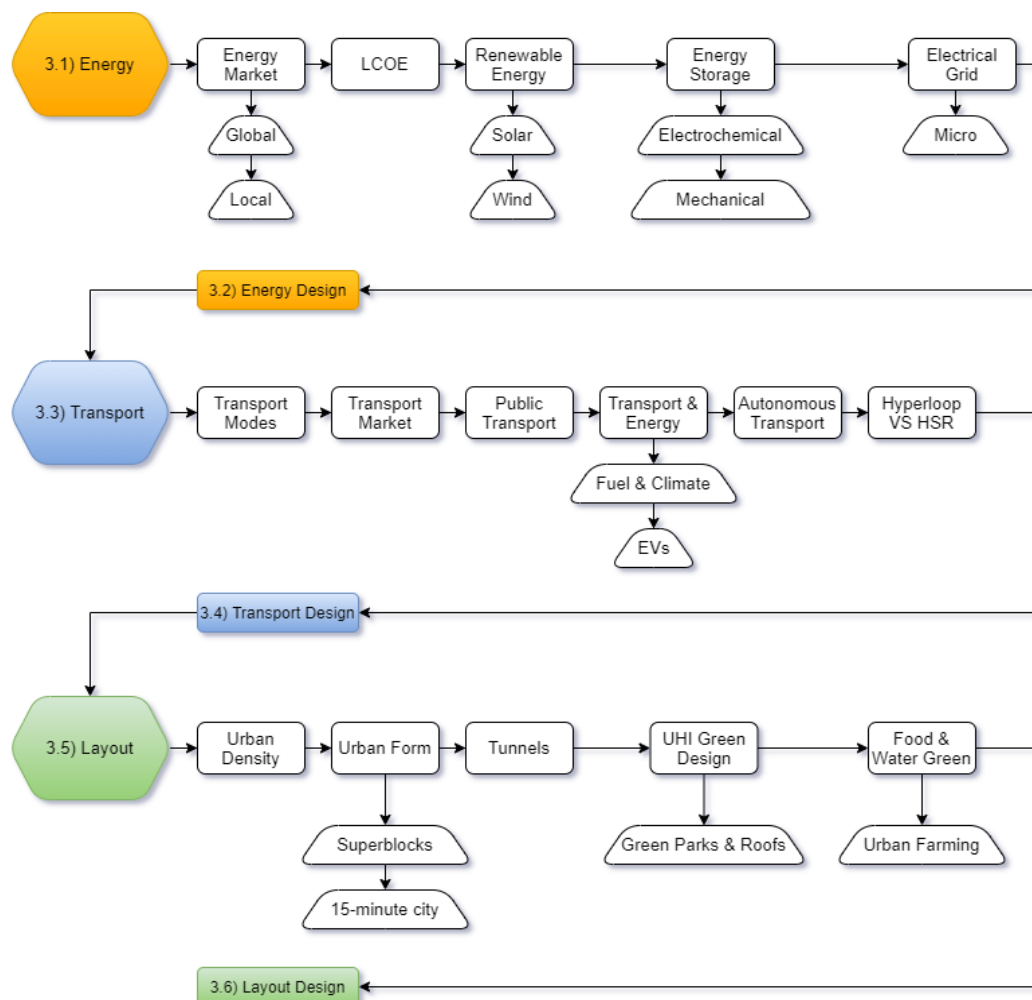 3.1) Energy
Energy
Market
LCOE
Renewable
Energy
Energy
Storage
Electrical
Grid
Global
Solar
Electrochemical
Micro
Local
Wind
Mechanical
3.2) Energy Design
3.3) Transport
Transport
Modes
Transport
Market
Public
Transport
Transport &
Energy
Autonomous
Transport
Hyperloop
VS HSR
Fuel & Climate
EVs
3.4) Transport Design
3.5) Layout
Urban
Density
Urban Form
Tunnels
UHI Green
Design
Food &
Water Green
Superblocks
Green Parks & Roofs
Urban Farming
15-minute city
3.6) Layout Design